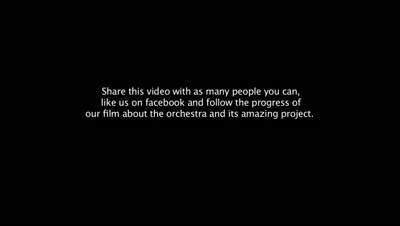 Share this video with as many people you can,
like us on facebook and follow the progress of
our film about the orchestra and its amazing project.